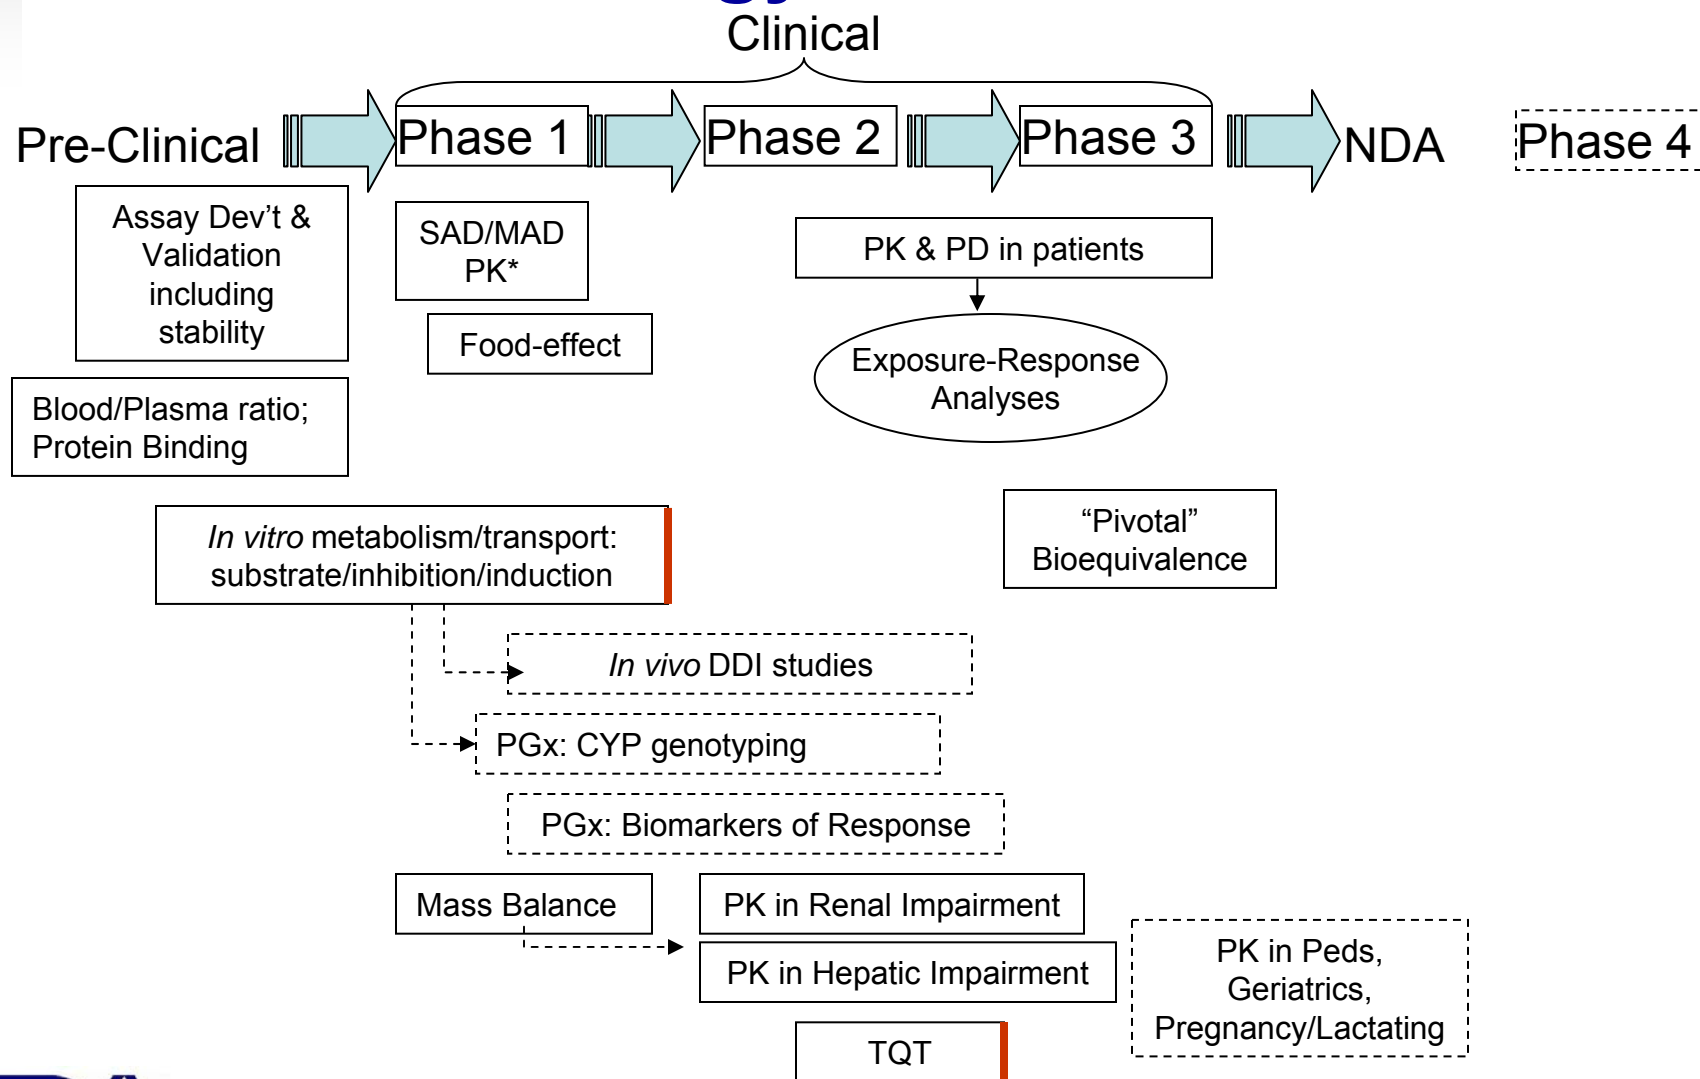 Clinical
Pre-Clinical
Phase 1
Phase 2
Phase 3
NDA
Phase 4
Assay Dev’t &
Validation
including
stability
SAD/MAD
PK*
PK & PD in patients
Food-effect
Exposure-Response
Analyses
Blood/Plasma ratio;
Protein Binding
In vitro metabolism/transport:
substrate/inhibition/induction
“Pivotal”
Bioequivalence
In vivo DDI studies
PGx: CYP genotyping
PGx: Biomarkers of Response
Mass Balance
PK in Renal Impairment
PK in Hepatic Impairment
PK in Peds,
Geriatrics,
Pregnancy/Lactating
TQT